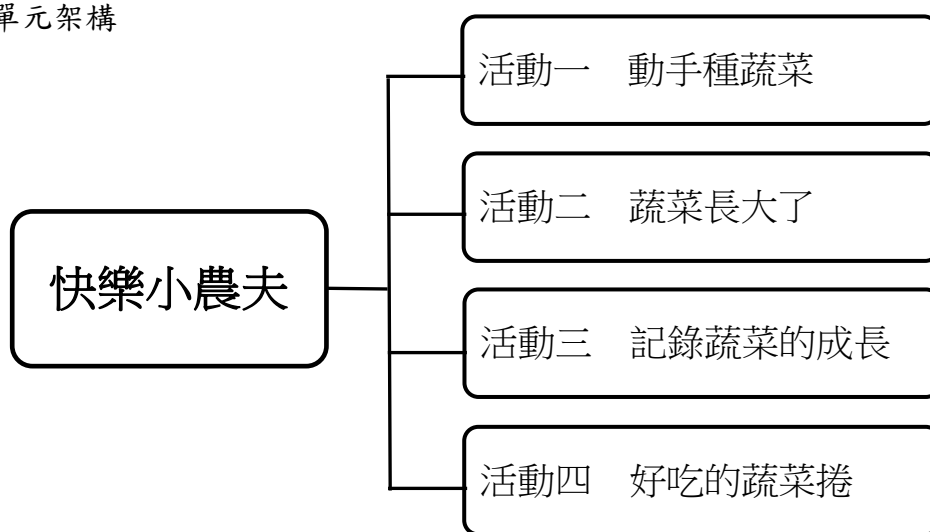 單元架構
活動一　動手種蔬菜
活動二　蔬菜長大了
快樂小農夫
活動三　記錄蔬菜的成長
活動四　好吃的蔬菜捲